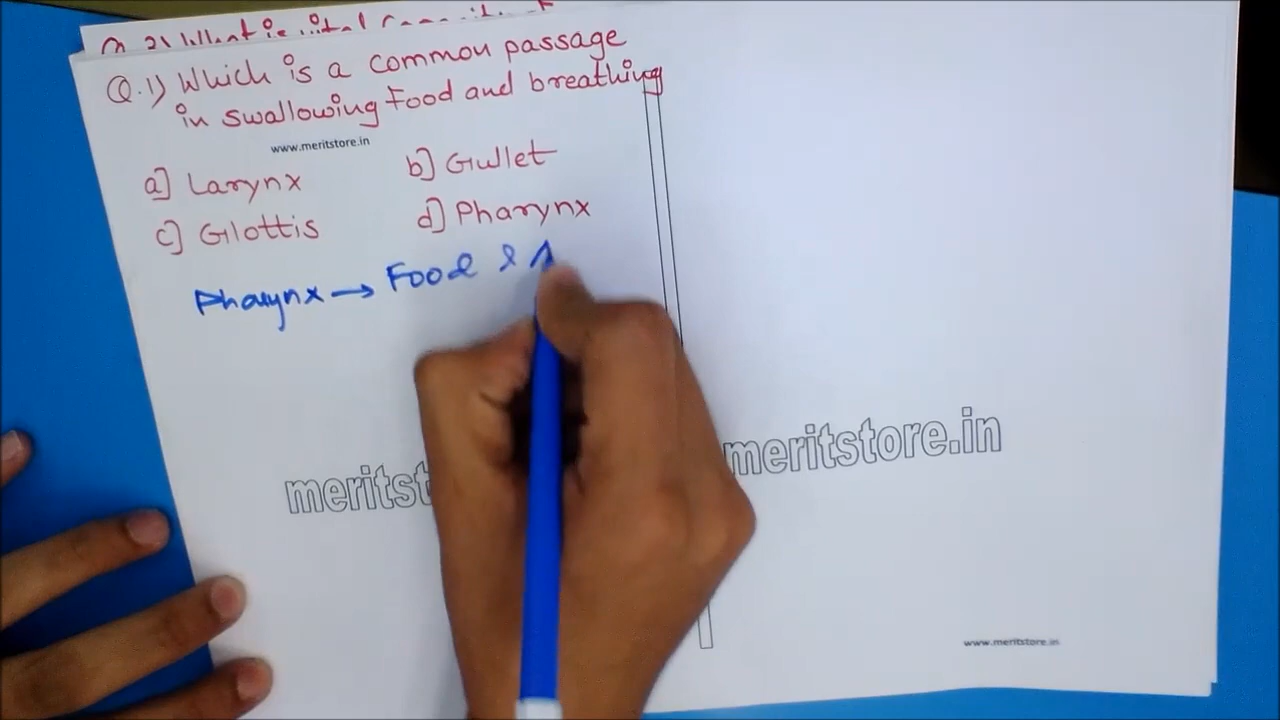 Q.1) Which is a common passage
in swallowing Food and breathing
www.meritstore.in
a] Larynx
b] Gullet
c] Glottis
d] Pharynx
Pharynx → Food &
meritst
meritstore.in
www.meritstore.in